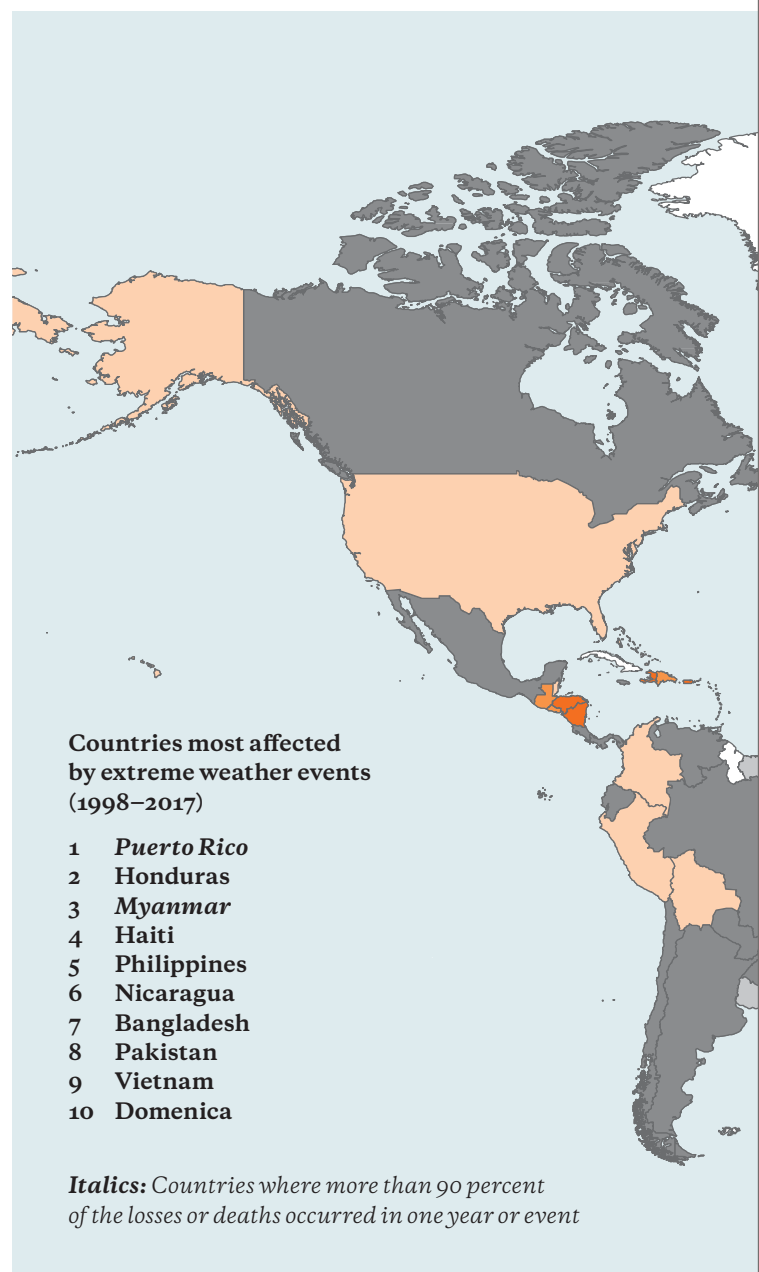 Countries most affected
by extreme weather events
(1998–2017)
1 Puerto Rico
2 Honduras
3 Myanmar
4 Haiti
5 Philippines
6 Nicaragua
7 Bangladesh
8 Pakistan
9 Vietnam
10 Domenica
Italics: Countries where more than 90 percent
of the losses or deaths occurred in one year or event